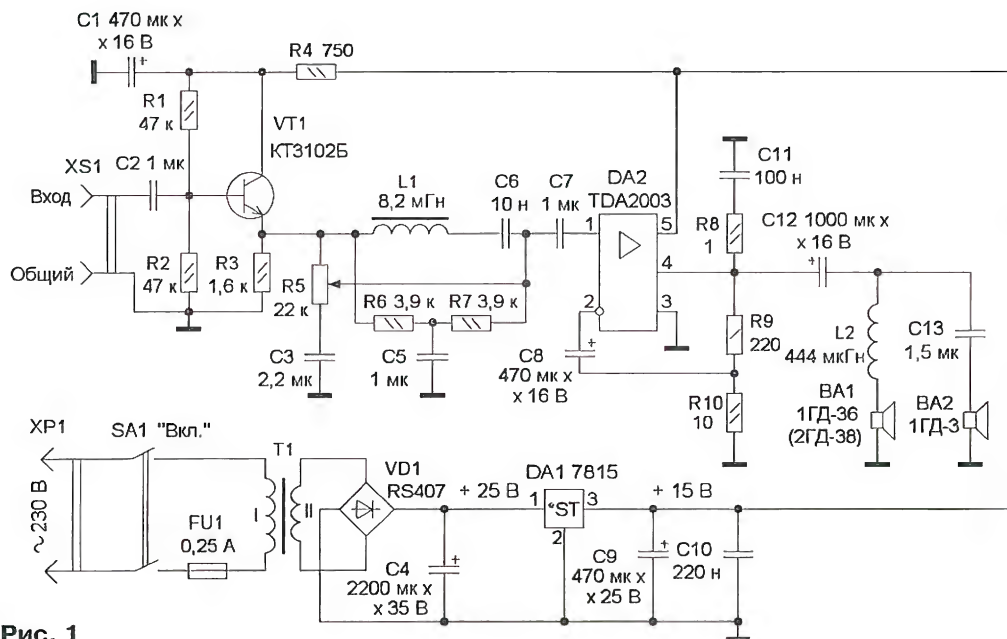 C1 470 мк х
х 16 В
R4 750
R1
47 к
VT1
КТ3102Б
XS1
C2 1 мк
Вход
Общий
R2
47 к
R3
1,6 к
R5
22 к
L1
8,2 мГн
C6
10 н
C7
1 мк
DA2
TDA2003
1
5
4
2
3
C11
100 н
R8
1
C12 1000 мк х
х 16 В
R6 3,9 к
R7 3,9 к
C3
2,2 мк
C5
1 мк
C8
470 мк х
х 16 В
R9
220
R10
10
L2
444 мкГн
C13
1,5 мк
BA1
1ГД-36
(2ГД-38)
BA2
1ГД-3
XP1
SA1 "Вкл."
T1
~ 230 В
FU1
0,25 А
I
II
VD1
RS407
+ 25 В
DA1 7815
1
*ST
3
2
+ 15 В
C4
2200 мк х
х 35 В
C9
470 мк х
х 25 В
C10
220 н
Рис. 1